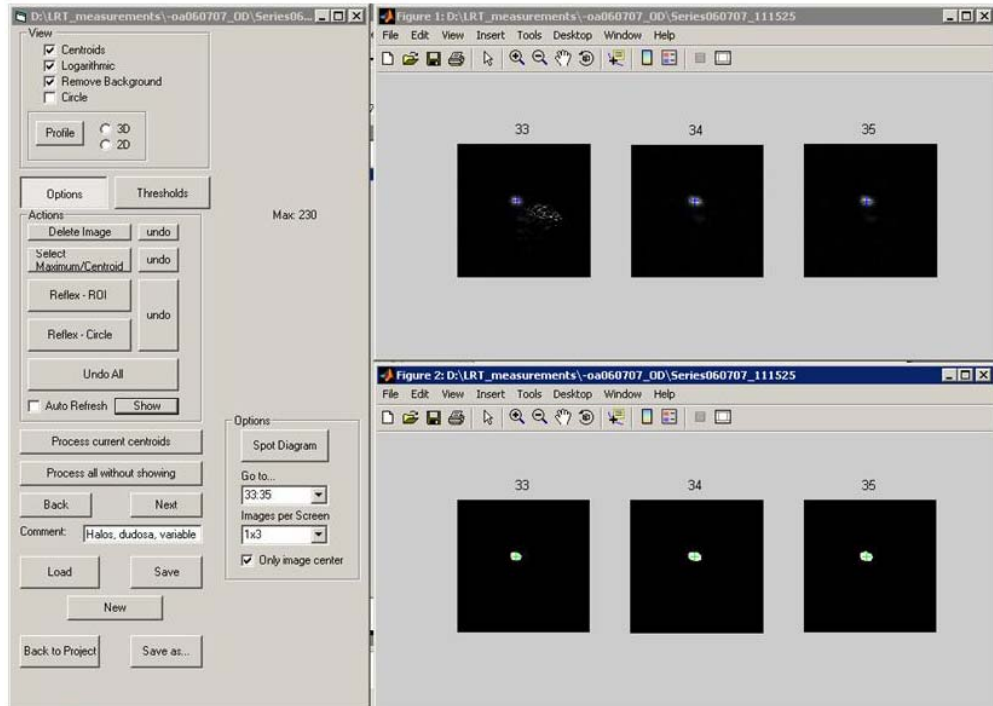 D:\LRT_measurements\-oa060707_OD\Series06...
View
Centroids
Logarithmic
Remove Background
Circle
Profile
3D
2D
Options
Thresholds
Max: 230
Actions
Delete Image
undo
Select
Maximum/Centroid
undo
Reflex - ROI
undo
Reflex - Circle
Undo All
Auto Refresh
Show
Process current centroids
Process all without showing
Back
Next
Comment:
Halos, dudosa, variable
Load
Save
New
Back to Project
Save as...
Options
Spot Diagram
Go to...
33:35
Images per Screen
1x3
Only image center
Figure 1: D:\LRT_measurements\-oa060707_OD\Series060707_111525
File Edit View Insert Tools Desktop Window Help
33 34 35
Figure 2: D:\LRT_measurements\-oa060707_OD\Series060707_111525
File Edit View Insert Tools Desktop Window Help
33 34 35